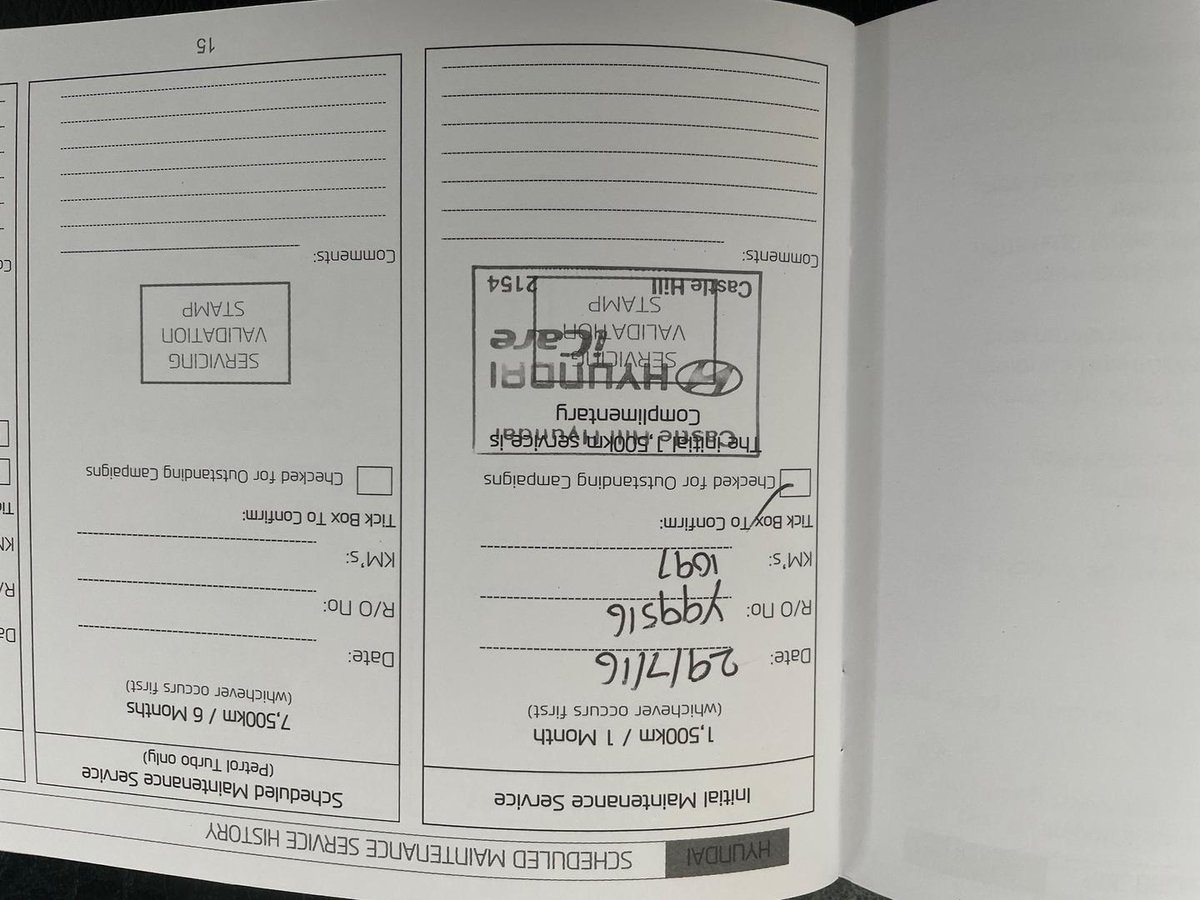 HYUNDAI SCHEDULED MAINTENANCE SERVICE HISTORY
Initial Maintenance Service
1,500km / 1 Month
(whichever occurs first)
Date: 29/7/16
R/O no: Y99516
KM's: 1697
Tick Box To Confirm:
Checked for Outstanding Campaigns
The initial 1,500km service is
Complimentary
Castle Hill Hyundai
HYUNDAI
iCare
Castle Hill 2154
SERVICING
VALIDATION
STAMP
Comments:
Scheduled Maintenance Service
(Petrol Turbo only)
7,500km / 6 Months
(whichever occurs first)
Date:
R/O no:
KM's:
Tick Box To Confirm:
Checked for Outstanding Campaigns
SERVICING
VALIDATION
STAMP
Comments:
15
Da
R/
KM
Ti
Co